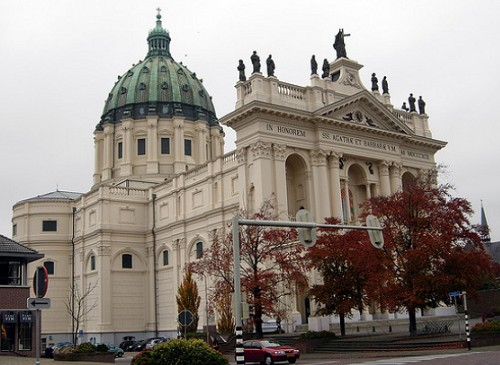 IN HONOREM SS. AGATHÆ ET BARBARÆ V.M.